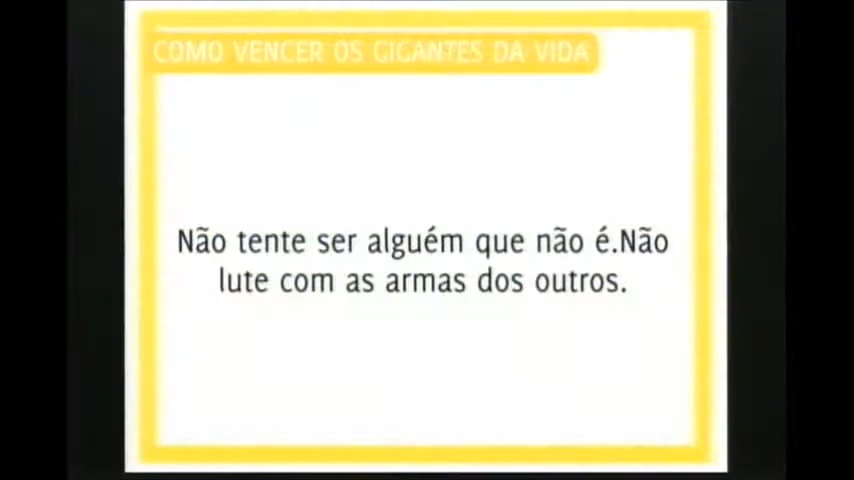 COMO VENCER OS GIGANTES DA VIDA
Não tente ser alguém que não é.Não
lute com as armas dos outros.